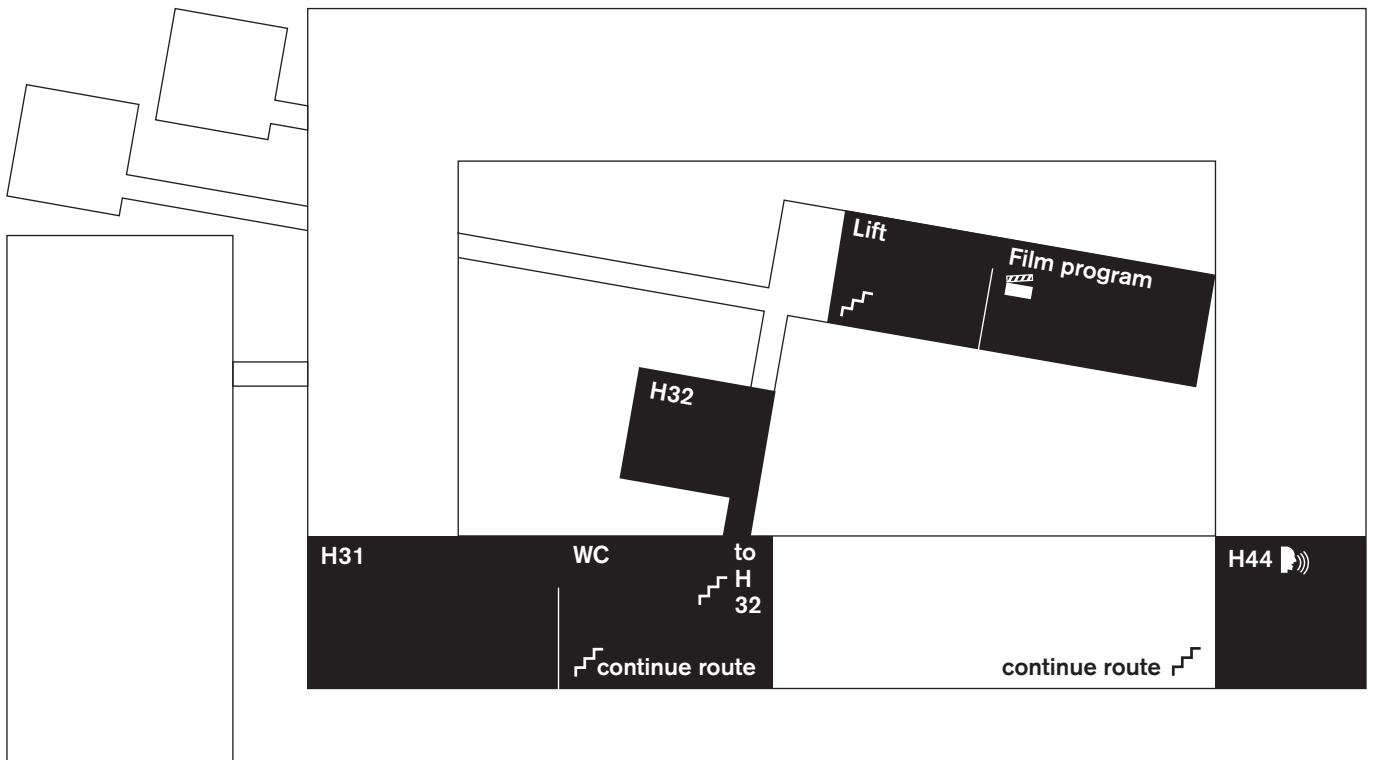 Lift
Film program
H32
H31
WC
to
H
32
H44
continue route
continue route